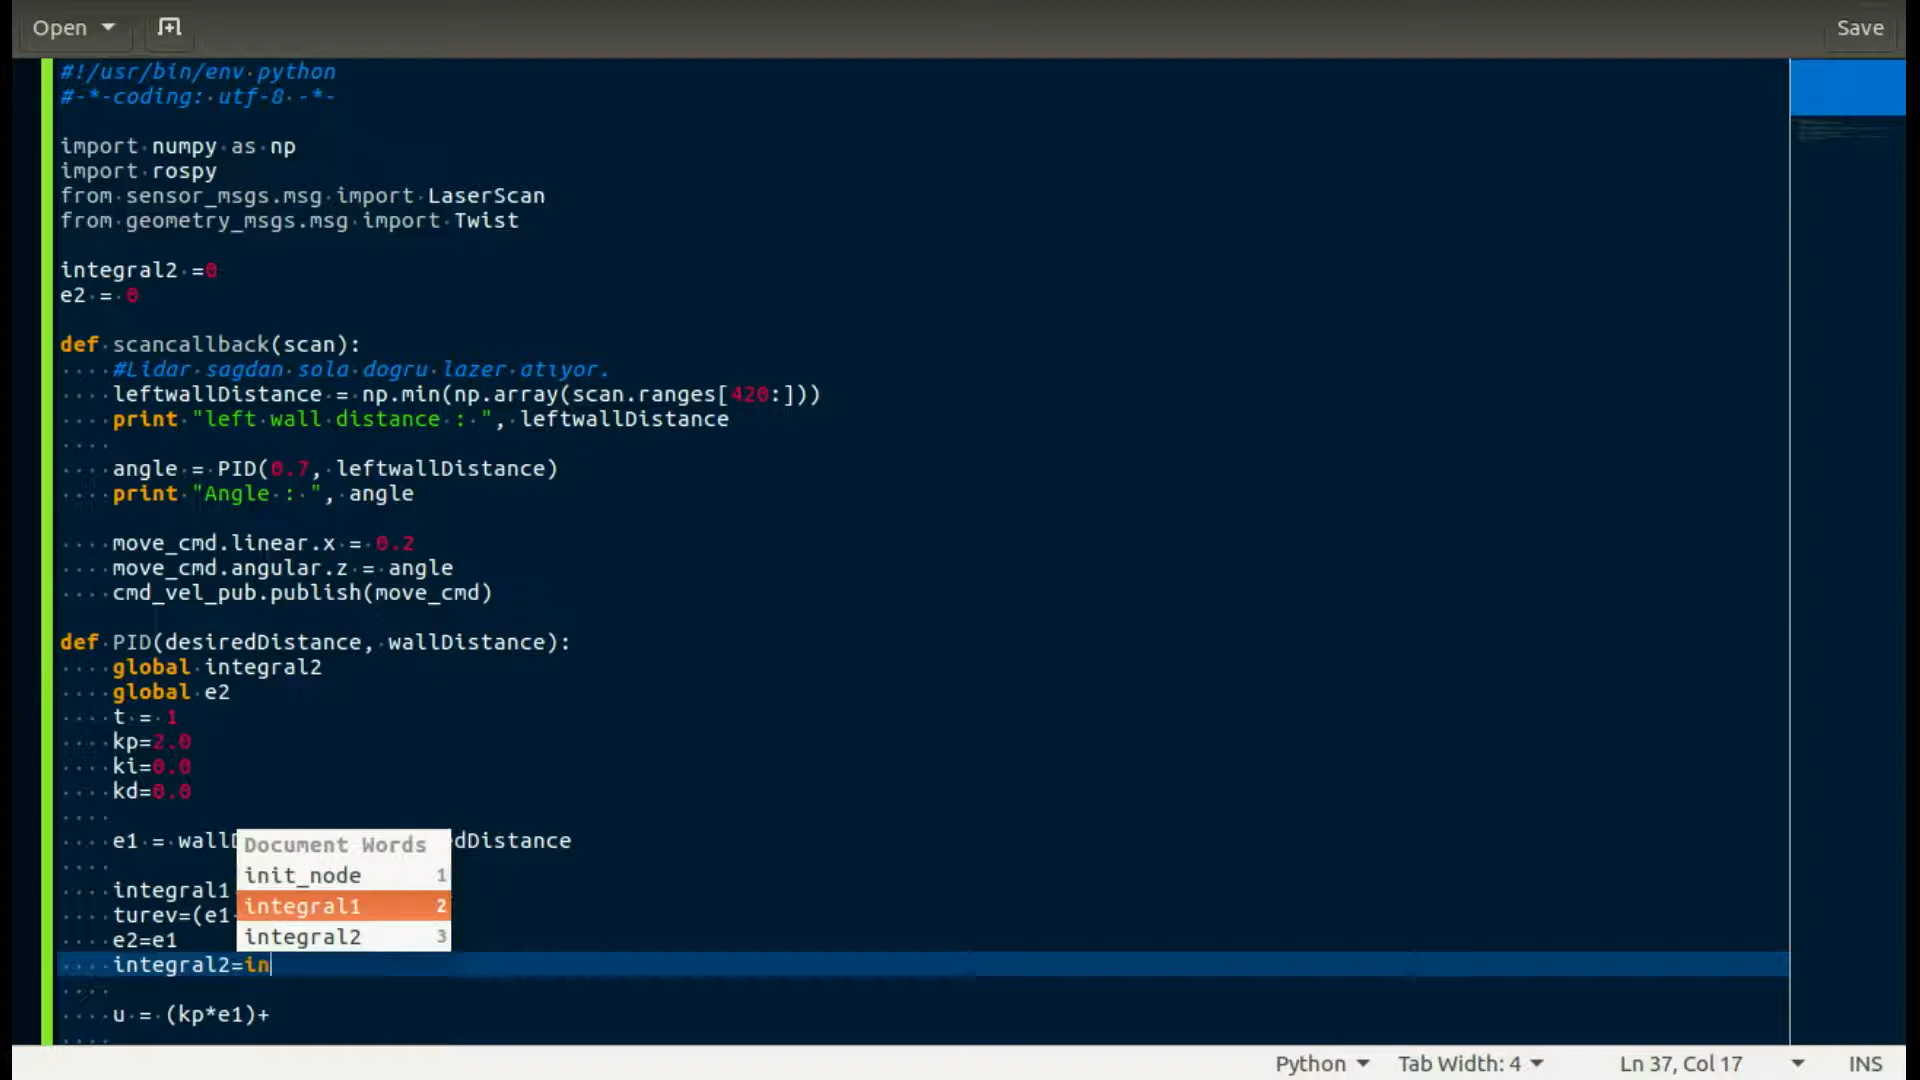 Open
Save
#!/usr/bin/env python
#-*-coding: utf-8 -*-
import numpy as np
import rospy
from sensor_msgs.msg import LaserScan
from geometry_msgs.msg import Twist
integral2 =0
e2 = 0
def scancallback(scan):
#Lidar sagdan sola dogru lazer atıyor.
leftwallDistance = np.min(np.array(scan.ranges[420:]))
print "left wall distance : ", leftwallDistance
angle = PID(0.7, leftwallDistance)
print "Angle : ", angle
move_cmd.linear.x = 0.2
move_cmd.angular.z = angle
cmd_vel_pub.publish(move_cmd)
def PID(desiredDistance, wallDistance):
global integral2
global e2
t = 1
kp=2.0
ki=0.0
kd=0.0
e1 = wallD dDistance
Document Words
init_node 1
integral1 2
integral2 3
integral1
turev=(e1
e2=e1
integral2=in
u = (kp*e1)+
Python Tab Width: 4 Ln 37, Col 17 INS